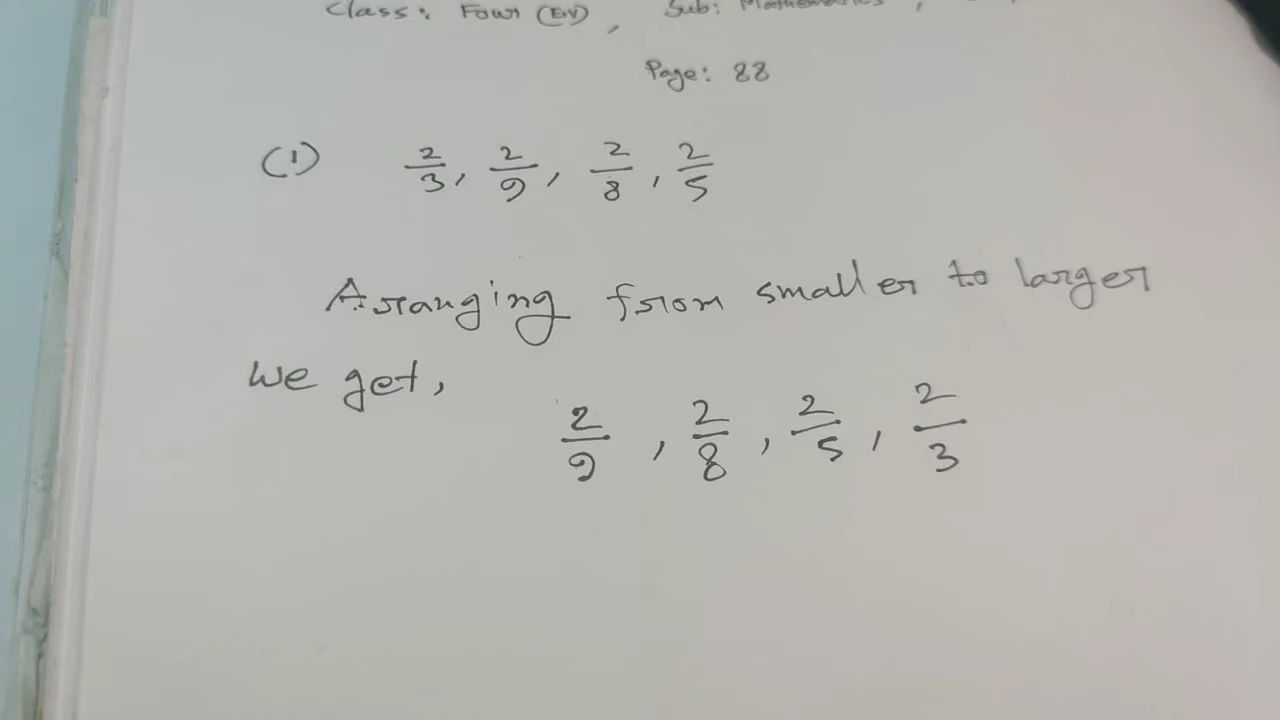 Class: Four (EV), Sub: Mathematics,
Page: 88
(1) 2/3, 2/9, 2/8, 2/5
Arranging from smaller to larger
we get,
2/9, 2/8, 2/5, 2/3